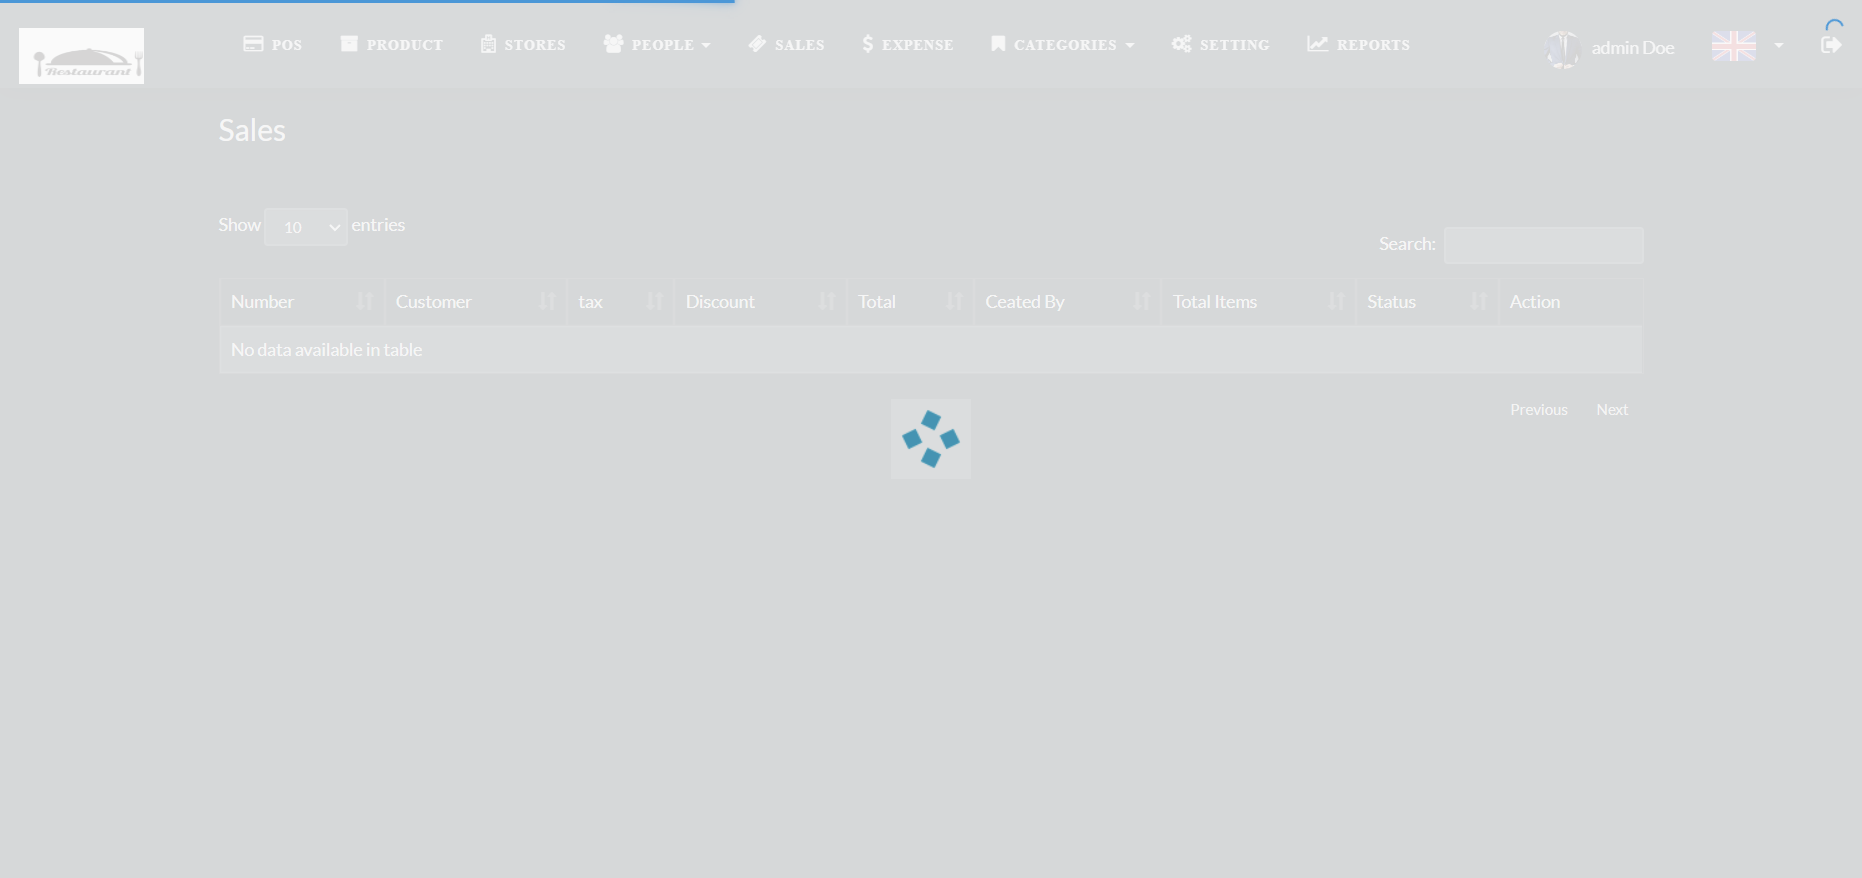 Restaurant
POS PRODUCT STORES PEOPLE SALES EXPENSE CATEGORIES SETTING REPORTS admin Doe
Sales
Show 10 entries
Search:
Number Customer tax Discount Total Ceated By Total Items Status Action
No data available in table
Previous Next